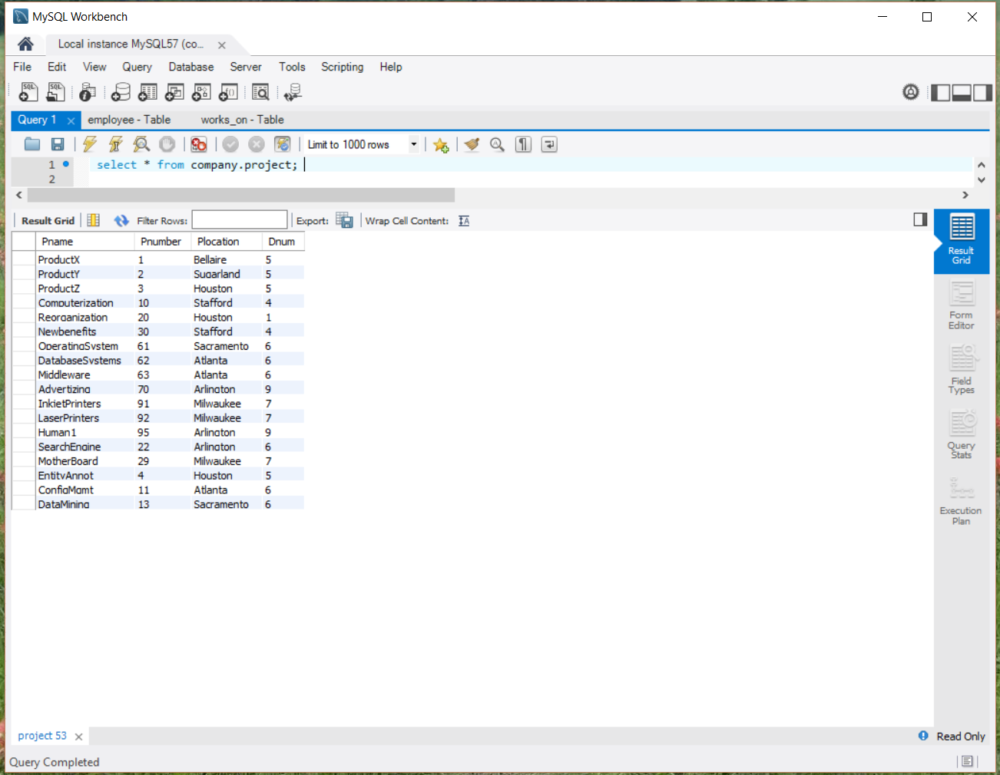 MySQL Workbench
Local instance MySQL57 (co...
File Edit View Query Database Server Tools Scripting Help
Query 1 employee - Table works_on - Table
Limit to 1000 rows
1 select * from company.project;
2
Result Grid Filter Rows: Export: Wrap Cell Content:
Pname Pnumber Plocation Dnum
ProductX 1 Bellaire 5
ProductY 2 Sugarland 5
ProductZ 3 Houston 5
Computerization 10 Stafford 4
Reorganization 20 Houston 1
Newbenefits 30 Stafford 4
OperatingSystem 61 Sacramento 6
DatabaseSystems 62 Atlanta 6
Middleware 63 Atlanta 6
Advertizing 70 Arlington 9
InkjetPrinters 91 Milwaukee 7
LaserPrinters 92 Milwaukee 7
Human1 95 Arlington 9
SearchEngine 22 Arlington 6
MotherBoard 29 Milwaukee 7
EntityAnnot 4 Houston 5
ConfigMgmt 11 Atlanta 6
DataMining 13 Sacramento 6
Result
Grid
Form
Editor
Field
Types
Query
Stats
Execution
Plan
project 53
Read Only
Query Completed